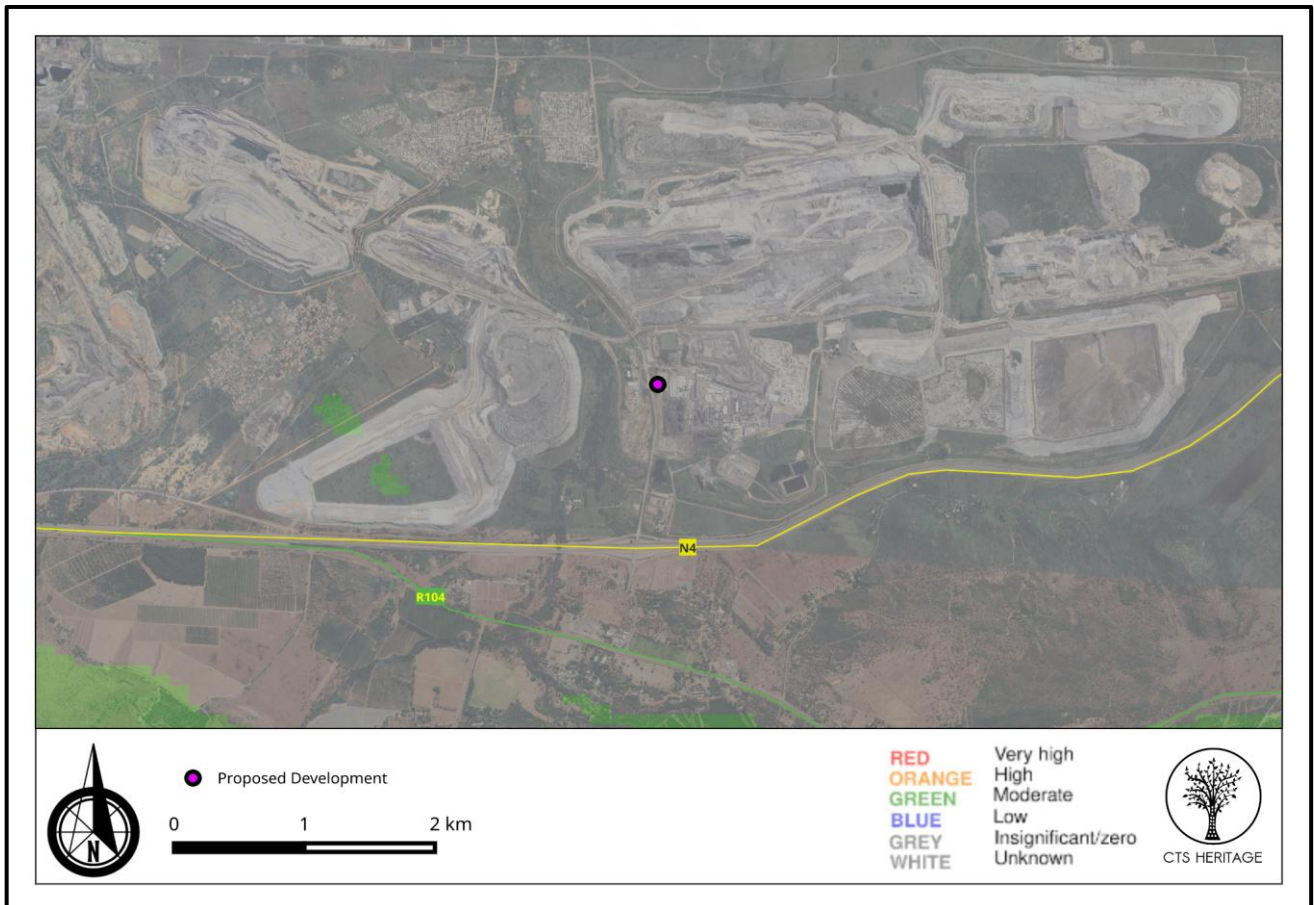 N4
R104
N
Proposed Development
0 1 2 km
RED Very high
ORANGE High
GREEN Moderate
BLUE Low
GREY Insignificant/zero
WHITE Unknown
CTS HERITAGE